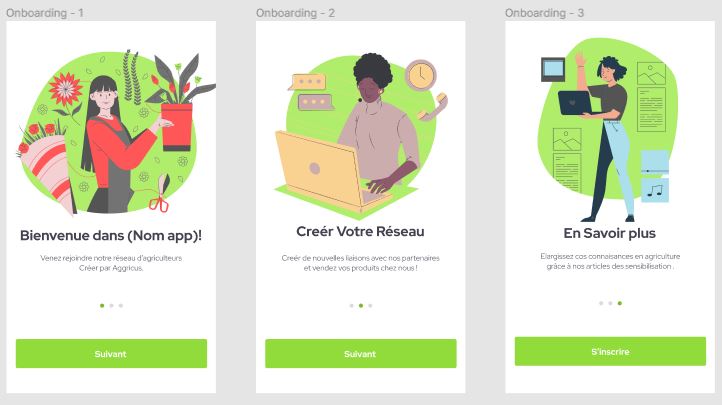 Onboarding - 1
Bienvenue dans (Nom app)!
Venez rejoindre notre réseau d'agriculteurs
Créer par Aggricus.
Suivant
Onboarding - 2
Creér Votre Réseau
Créer de nouvelles liaisons avec nos partenaires
et vendez vos produits chez nous !
Suivant
Onboarding - 3
En Savoir plus
Elargissez cos connaisances en agriculture
grâce à nos articles des sensibilisation .
S'inscrire